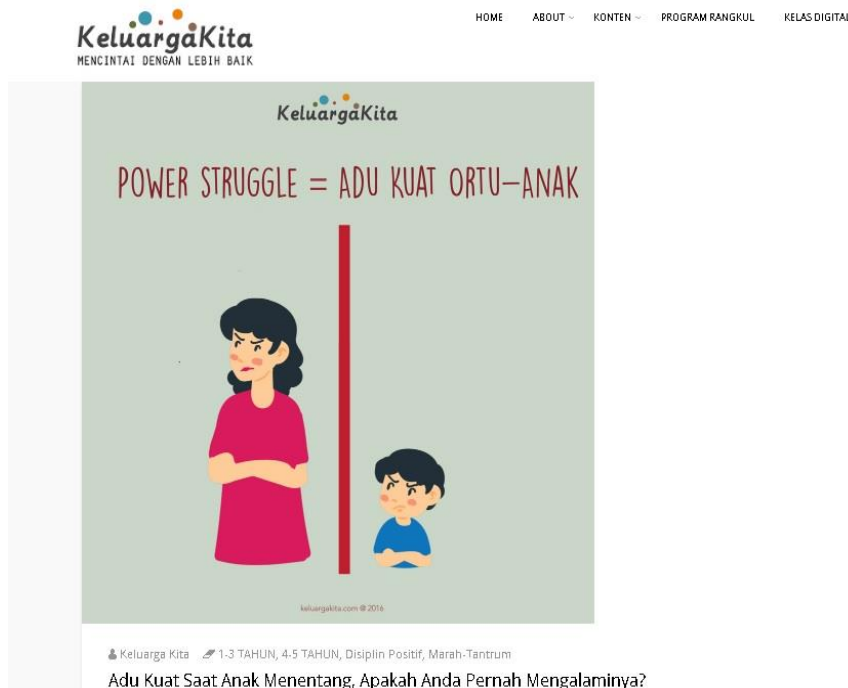 KeluargaKita
MENCINTAI DENGAN LEBIH BAIK
HOME ABOUT KONTEN PROGRAM RANGKUL KELAS DIGITAL
KeluargaKita
POWER STRUGGLE = ADU KUAT ORTU-ANAK
keluargakita.com @ 2016
Keluarga Kita 1-3 TAHUN, 4-5 TAHUN, Disiplin Positif, Marah-Tantrum
Adu Kuat Saat Anak Menentang, Apakah Anda Pernah Mengalaminya?